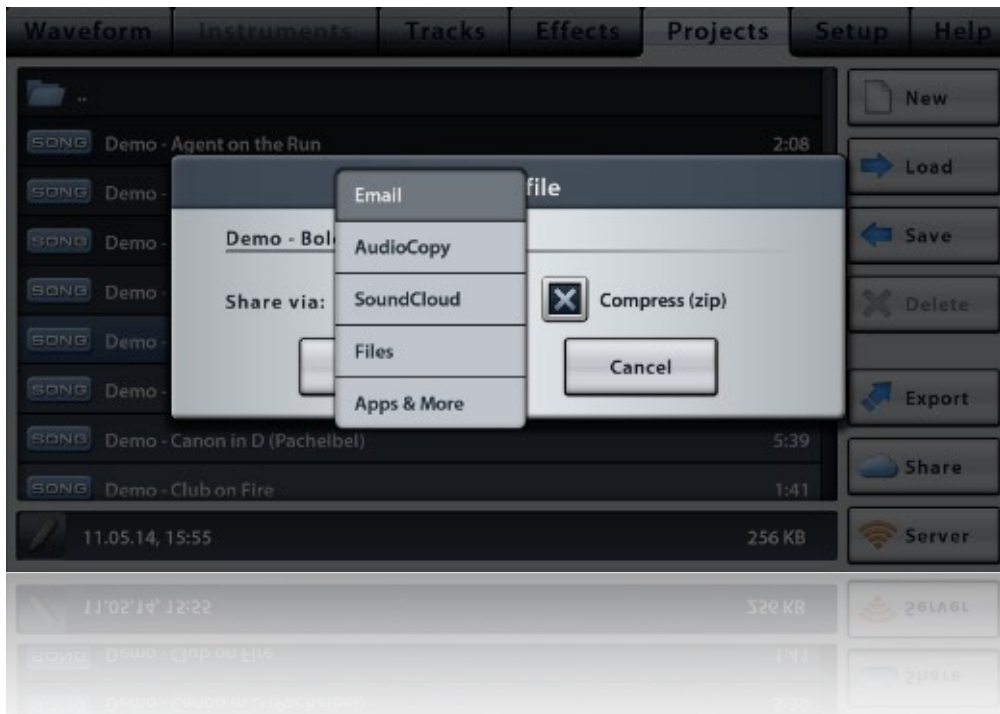 Waveform Instruments Tracks Effects Projects Setup Help
..
New
SONG Demo - Agent on the Run 2:08
Load
SONG Demo -
file
Email
SONG Demo -
Demo - Bol
AudioCopy
Save
SONG Demo -
Share via:
SoundCloud
Compress (zip)
Delete
SONG Demo -
Files
Cancel
SONG Demo -
Apps & More
Export
SONG Demo - Canon in D (Pachelbel) 5:39
Share
SONG Demo - Club on Fire 1:41
11.05.14, 15:55 256 KB
Server